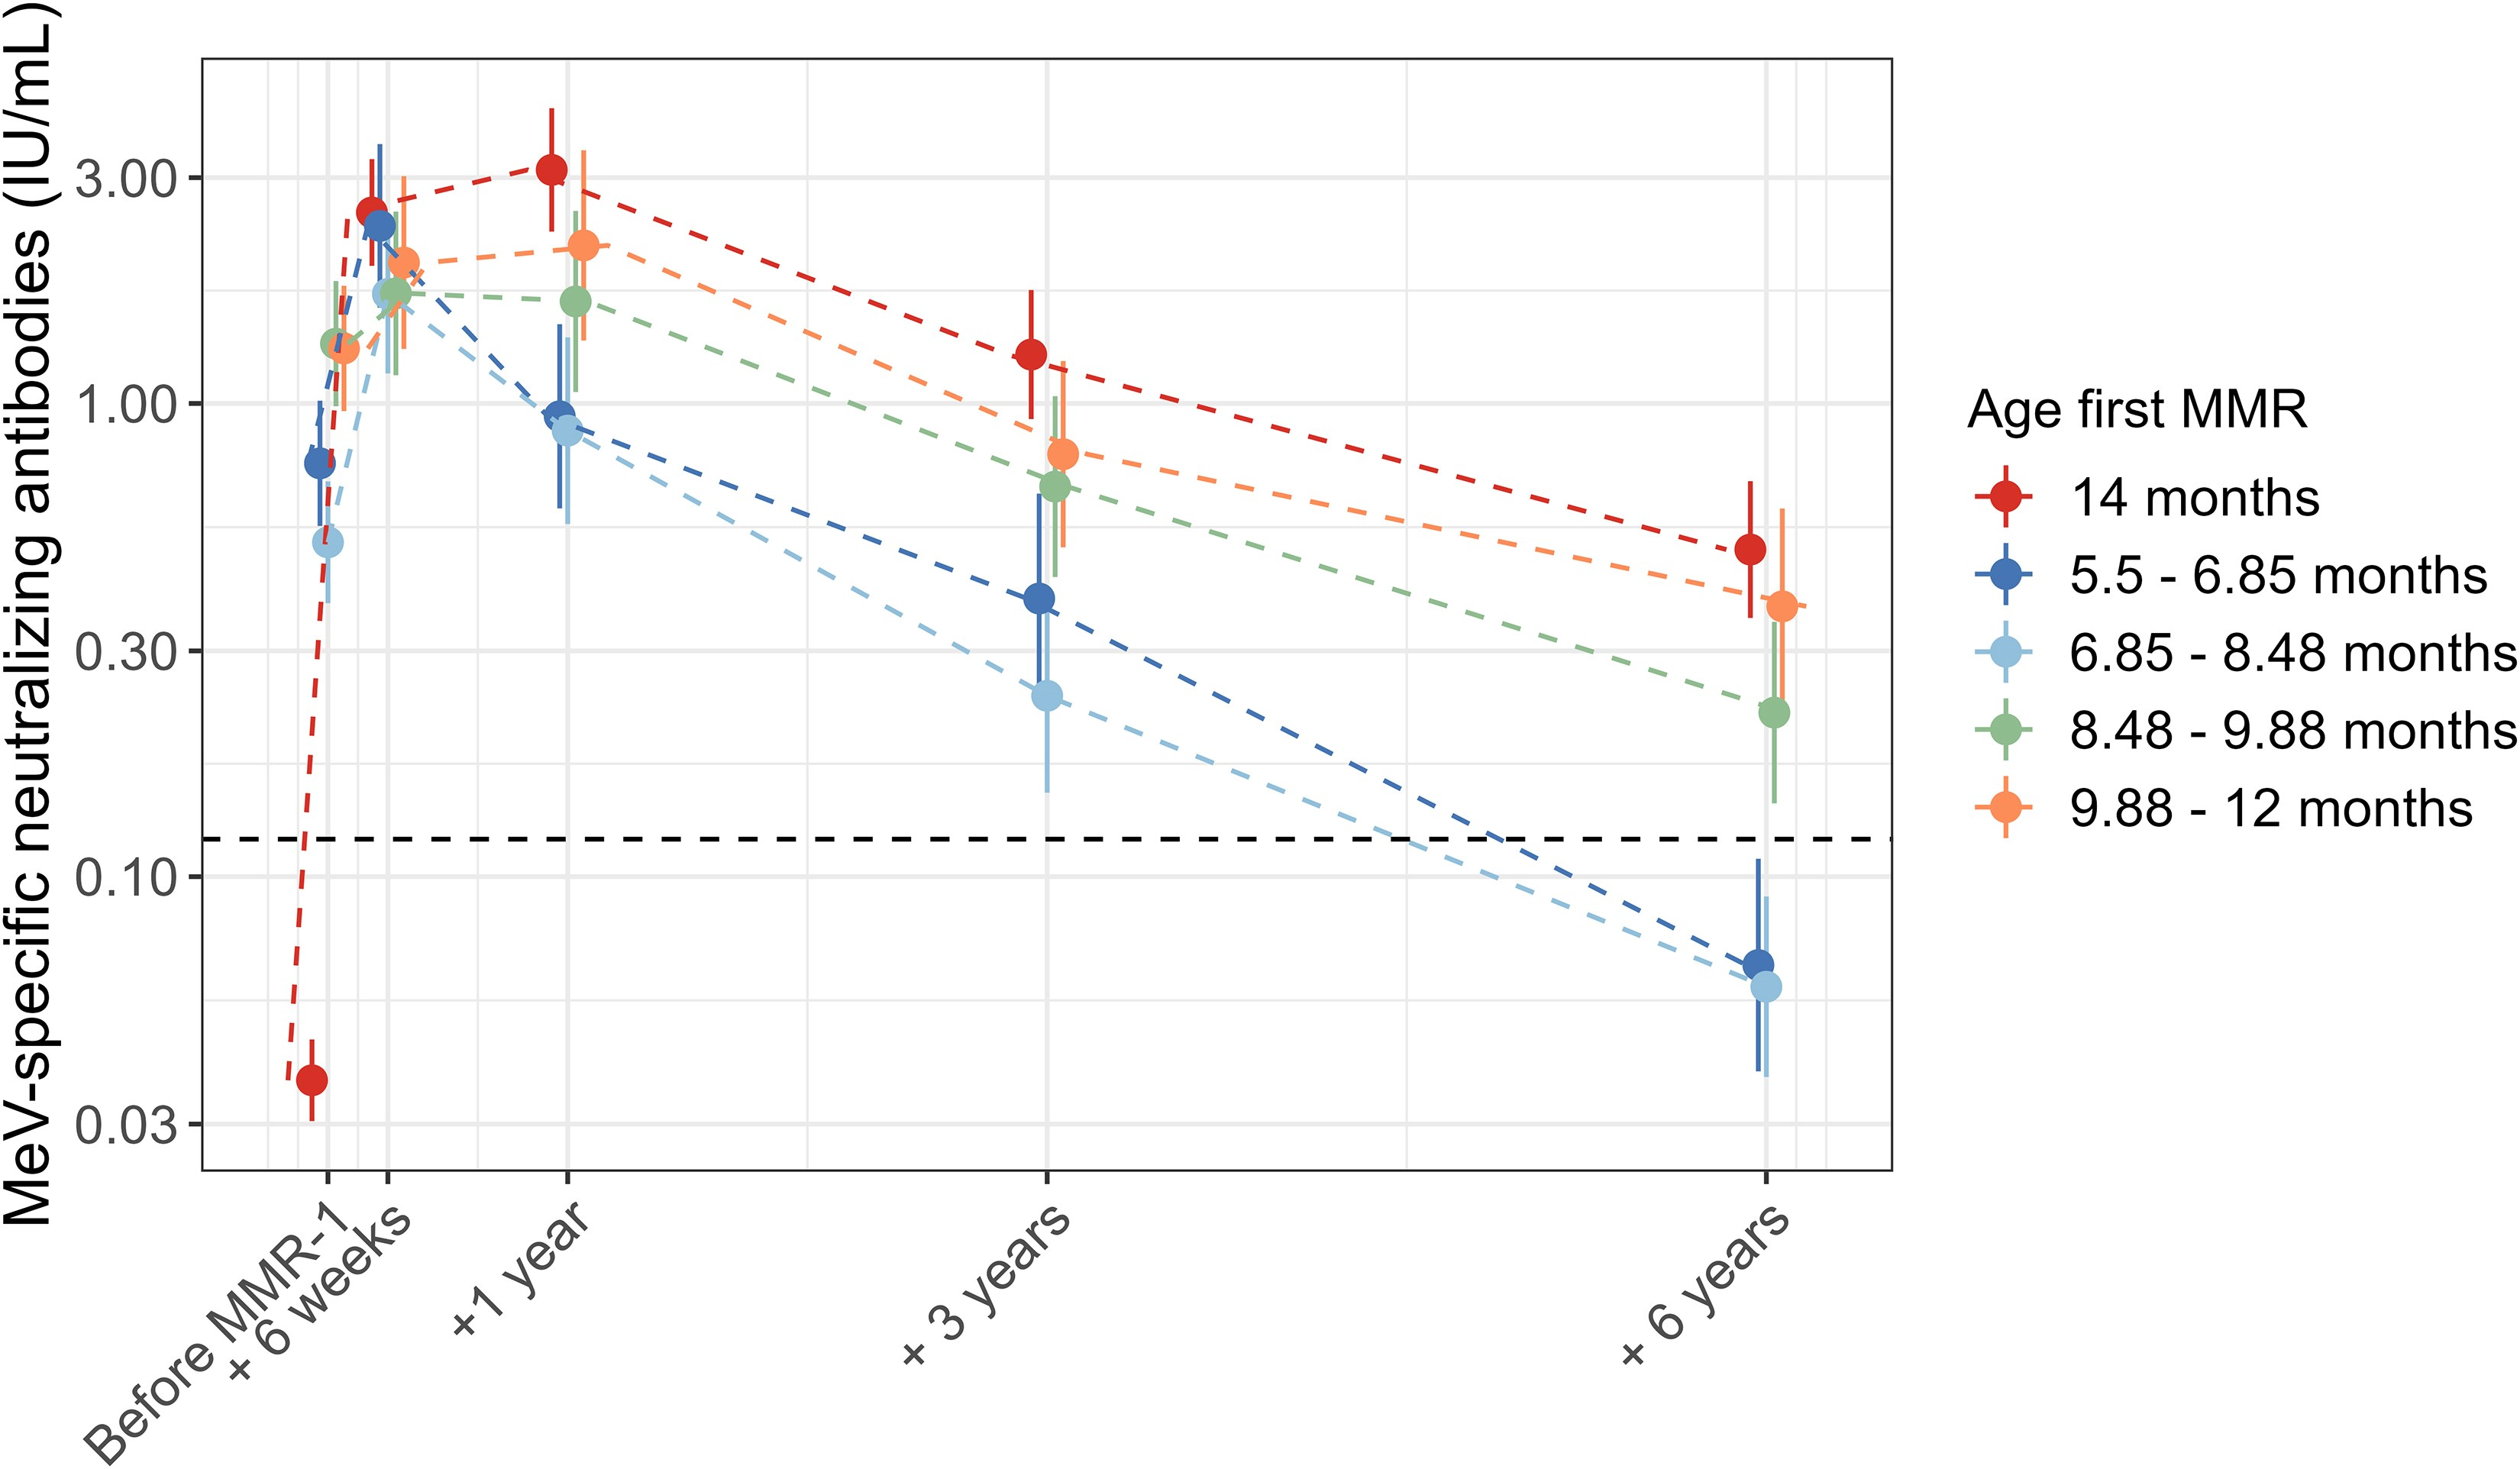 MeV-specific neutralizing antibodies (IU/mL)
3.00
1.00
0.30
0.10
0.03
Before MMR-1
+ 6 weeks
+1 year
+ 3 years
+ 6 years
Age first MMR
14 months
5.5 - 6.85 months
6.85 - 8.48 months
8.48 - 9.88 months
9.88 - 12 months